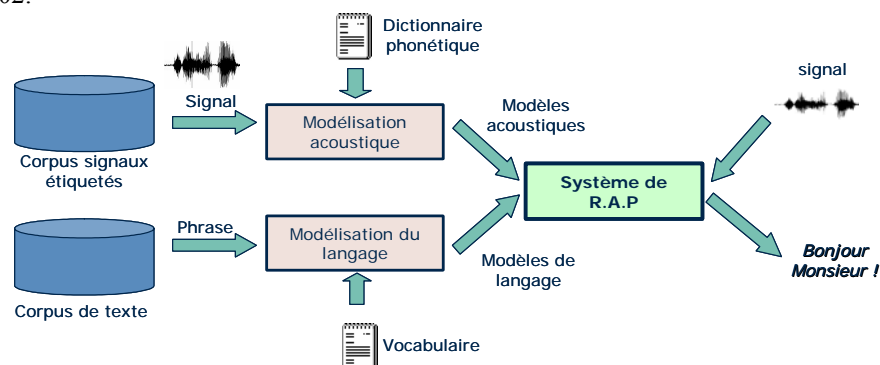 02.
Dictionnaire
phonétique
signal
Signal
Modélisation
acoustique
Modèles
acoustiques
Corpus signaux
étiquetés
Système de
R.A.P
Phrase
Modélisation du
langage
Modèles de
langage
Bonjour
Monsieur !
Corpus de texte
Vocabulaire